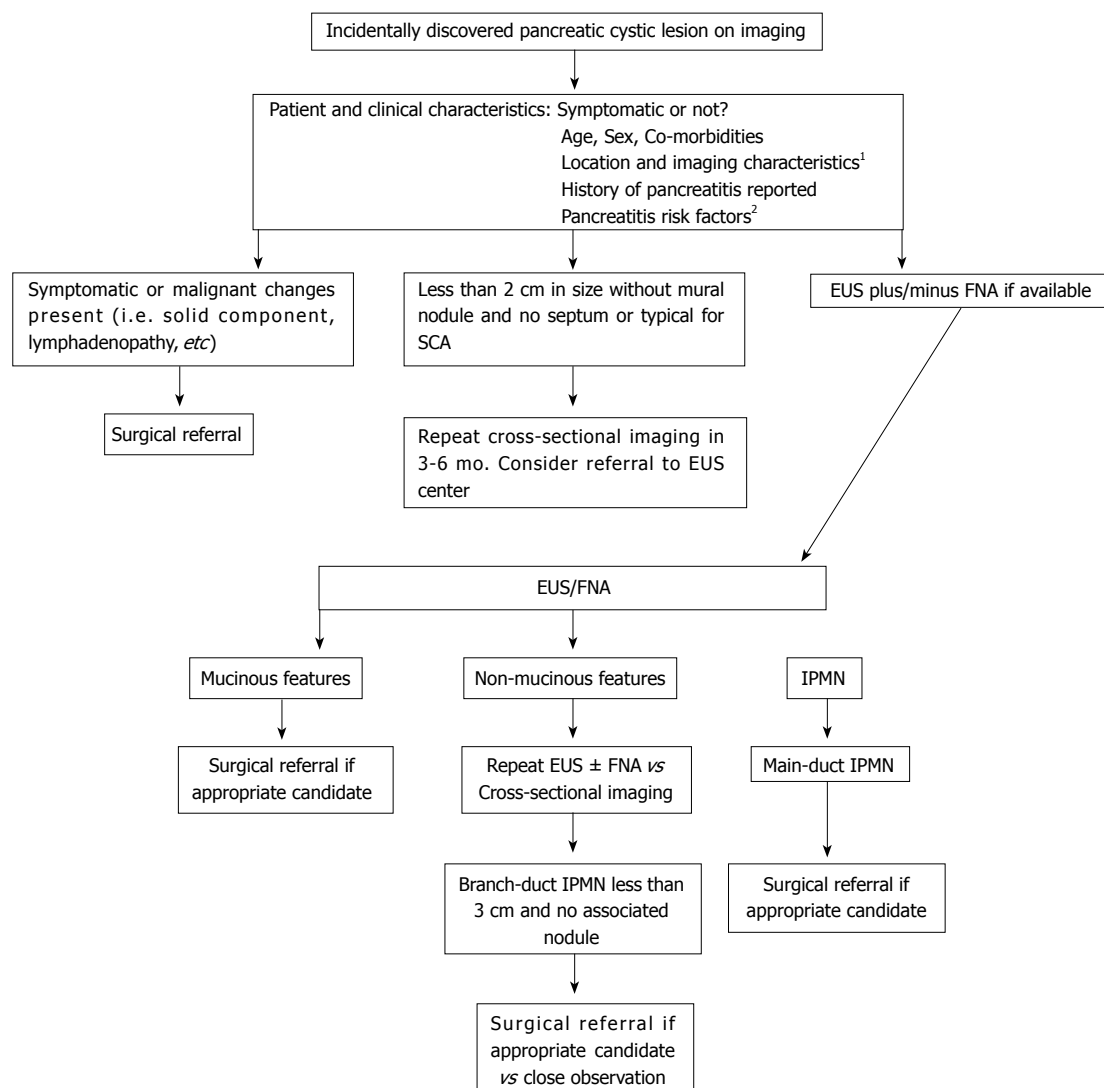 Incidentally discovered pancreatic cystic lesion on imaging
Patient and clinical characteristics: Symptomatic or not?
Age, Sex, Co-morbidities
Location and imaging characteristics1
History of pancreatitis reported
Pancreatitis risk factors2
Symptomatic or malignant changes
present (i.e. solid component,
lymphadenopathy, etc)
Less than 2 cm in size without mural
nodule and no septum or typical for
SCA
EUS plus/minus FNA if available
Surgical referral
Repeat cross-sectional imaging in
3-6 mo. Consider referral to EUS
center
EUS/FNA
Mucinous features
Non-mucinous features
IPMN
Surgical referral if
appropriate candidate
Repeat EUS ± FNA vs
Cross-sectional imaging
Main-duct IPMN
Branch-duct IPMN less than
3 cm and no associated
nodule
Surgical referral if
appropriate candidate
Surgical referral if
appropriate candidate
vs close observation